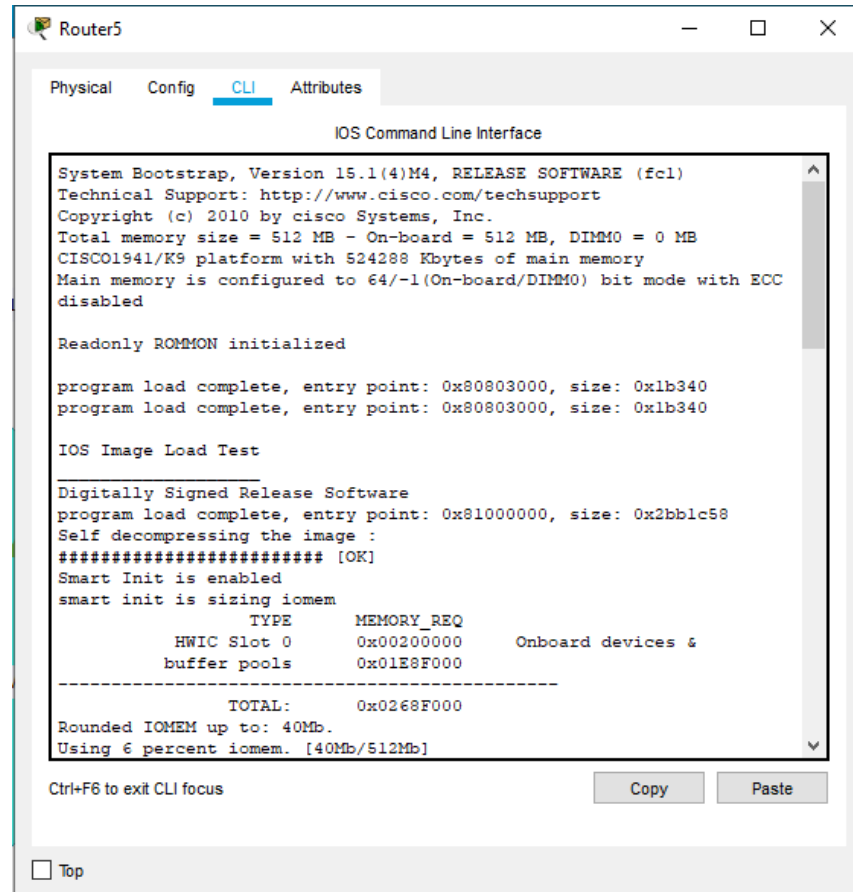 Router5
Physical Config CLI Attributes
IOS Command Line Interface
System Bootstrap, Version 15.1(4)M4, RELEASE SOFTWARE (fc1)
Technical Support: http://www.cisco.com/techsupport
Copyright (c) 2010 by cisco Systems, Inc.
Total memory size = 512 MB - On-board = 512 MB, DIMM0 = 0 MB
CISCO1941/K9 platform with 524288 Kbytes of main memory
Main memory is configured to 64/-1(On-board/DIMM0) bit mode with ECC
disabled
Readonly ROMMON initialized
program load complete, entry point: 0x80803000, size: 0x1b340
program load complete, entry point: 0x80803000, size: 0x1b340
IOS Image Load Test
___________________
Digitally Signed Release Software
program load complete, entry point: 0x81000000, size: 0x2bb1c58
Self decompressing the image :
########################## [OK]
Smart Init is enabled
smart init is sizing iomem
TYPE MEMORY_REQ
HWIC Slot 0 0x00200000 Onboard devices &
buffer pools 0x01E8F000
-----------------------------------------------
TOTAL: 0x0268F000
Rounded IOMEM up to: 40Mb.
Using 6 percent iomem. [40Mb/512Mb]
Ctrl+F6 to exit CLI focus
Copy Paste
Top